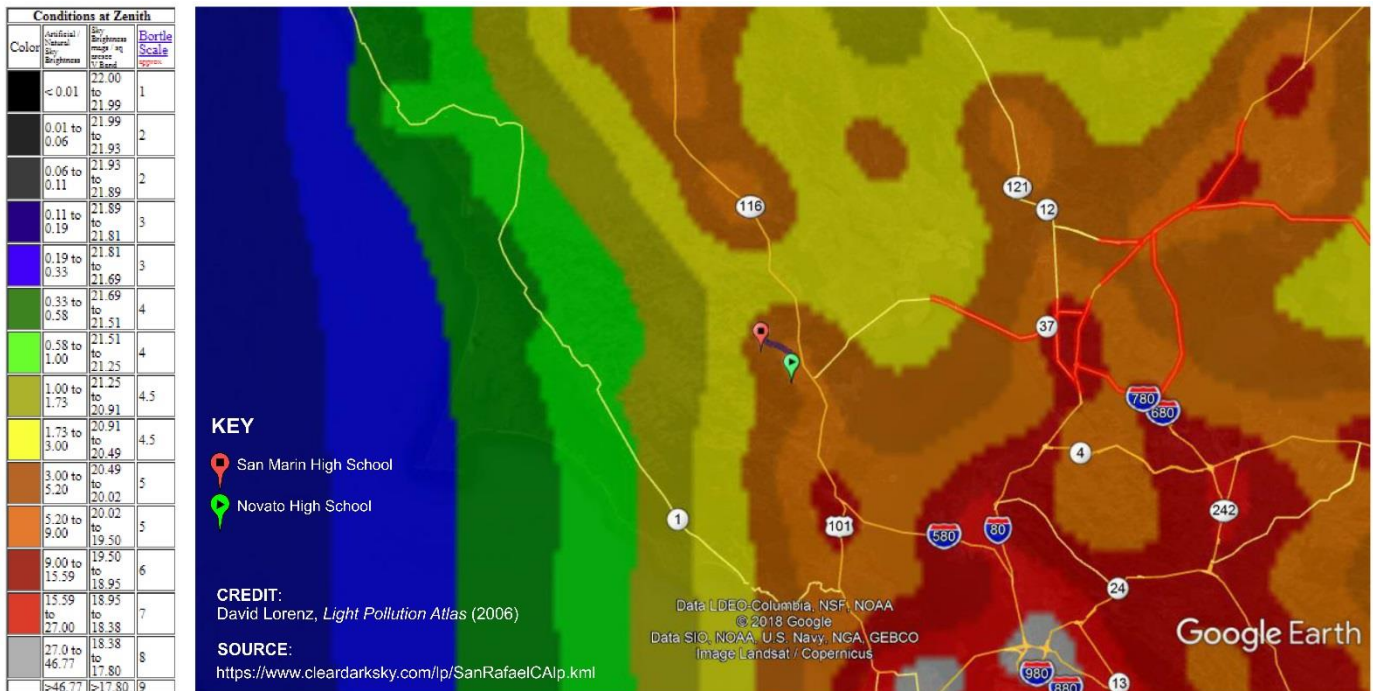 Conditions at Zenith
Color
Artificial /
Natural
Sky
Brightness
Sky
Brightness
mags / sq
arcsec
V Band
Bortle
Scale
approx.
< 0.01
22.00
to
21.99
1
0.01 to
0.06
21.99
to
21.93
2
0.06 to
0.11
21.93
to
21.89
2
0.11 to
0.19
21.89
to
21.81
3
0.19 to
0.33
21.81
to
21.69
3
0.33 to
0.58
21.69
to
21.51
4
0.58 to
1.00
21.51
to
21.25
4
1.00 to
1.73
21.25
to
20.91
4.5
1.73 to
3.00
20.91
to
20.49
4.5
3.00 to
5.20
20.49
to
20.02
5
5.20 to
9.00
20.02
to
19.50
5
9.00 to
15.59
19.50
to
18.95
6
15.59
to
27.00
18.95
to
18.38
7
27.0 to
46.77
18.38
to
17.80
8
>46.77
>17.80
9
116
121
12
37
780
680
4
242
1
101
580
80
24
980
880
13
KEY
San Marin High School
Novato High School
CREDIT:
David Lorenz, Light Pollution Atlas (2006)
SOURCE:
https://www.cleardarksky.com/lp/SanRafaelCAlp.kml
Data LDEO-Columbia, NSF, NOAA
© 2018 Google
Data SIO, NOAA, U.S. Navy, NGA, GEBCO
Image Landsat / Copernicus
Google Earth